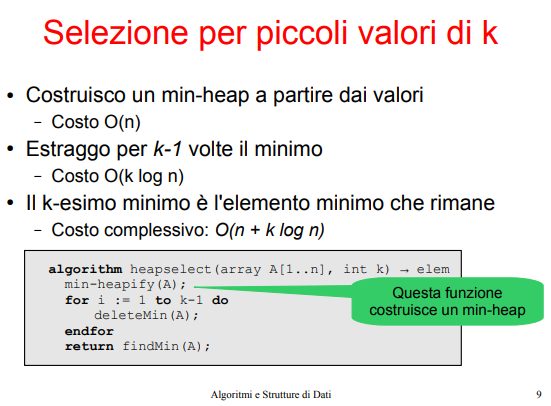 Selezione per piccoli valori di k
• Costruisco un min-heap a partire dai valori
– Costo O(n)
• Estraggo per k-1 volte il minimo
– Costo O(k log n)
• Il k-esimo minimo è l'elemento minimo che rimane
– Costo complessivo: O(n + k log n)
algorithm heapselect(array A[1..n], int k) → elem
min-heapify(A);
for i := 1 to k-1 do
deleteMin(A);
endfor
return findMin(A);
Questa funzione
costruisce un min-heap
Algoritmi e Strutture di Dati
9